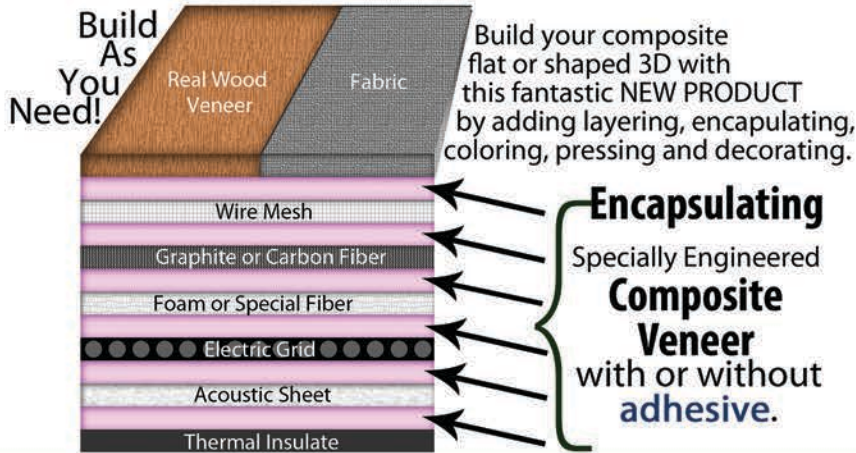 Build
As
You
Need!
Real Wood
Veneer
Fabric
Build your composite
flat or shaped 3D with
this fantastic NEW PRODUCT
by adding layering, encapulating,
coloring, pressing and decorating.
Wire Mesh
Graphite or Carbon Fiber
Foam or Special Fiber
Electric Grid
Acoustic Sheet
Thermal Insulate
Encapsulating
Specially Engineered
Composite
Veneer
with or without
adhesive.